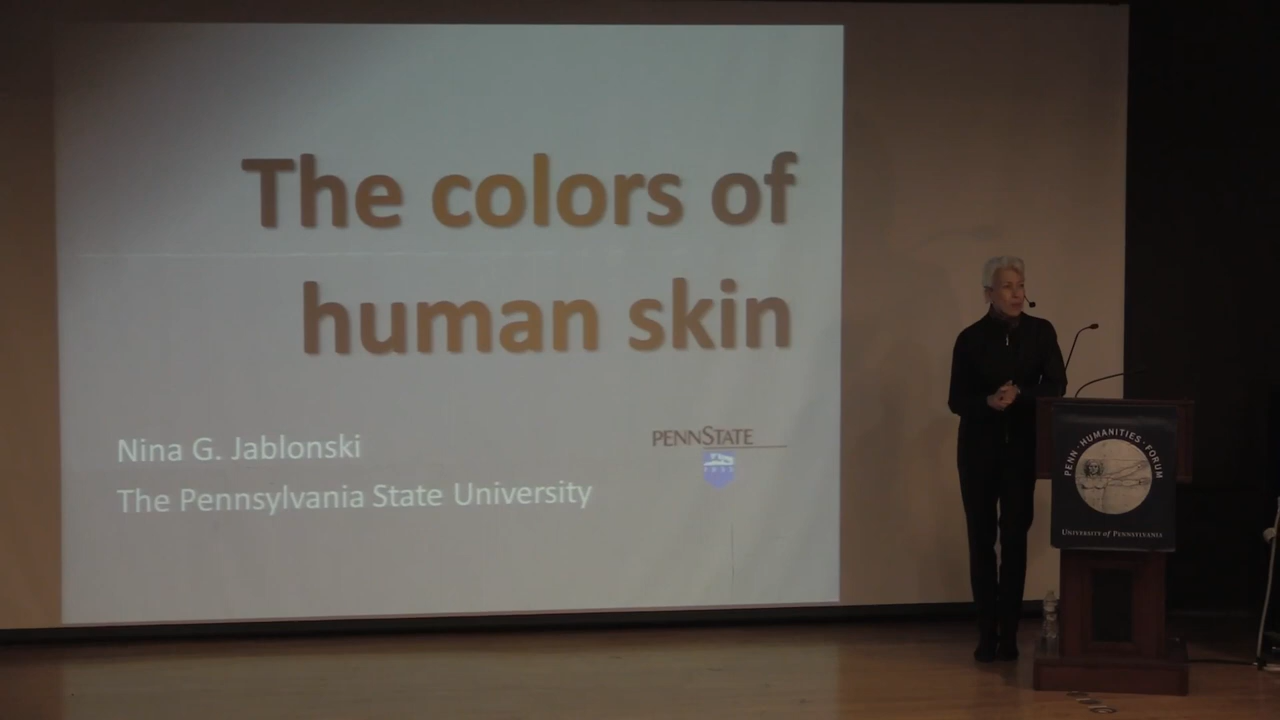 The colors of
human skin
Nina G. Jablonski
The Pennsylvania State University
PENNSTATE
PENN·HUMANITIES·FORUM
UNIVERSITY of PENNSYLVANIA